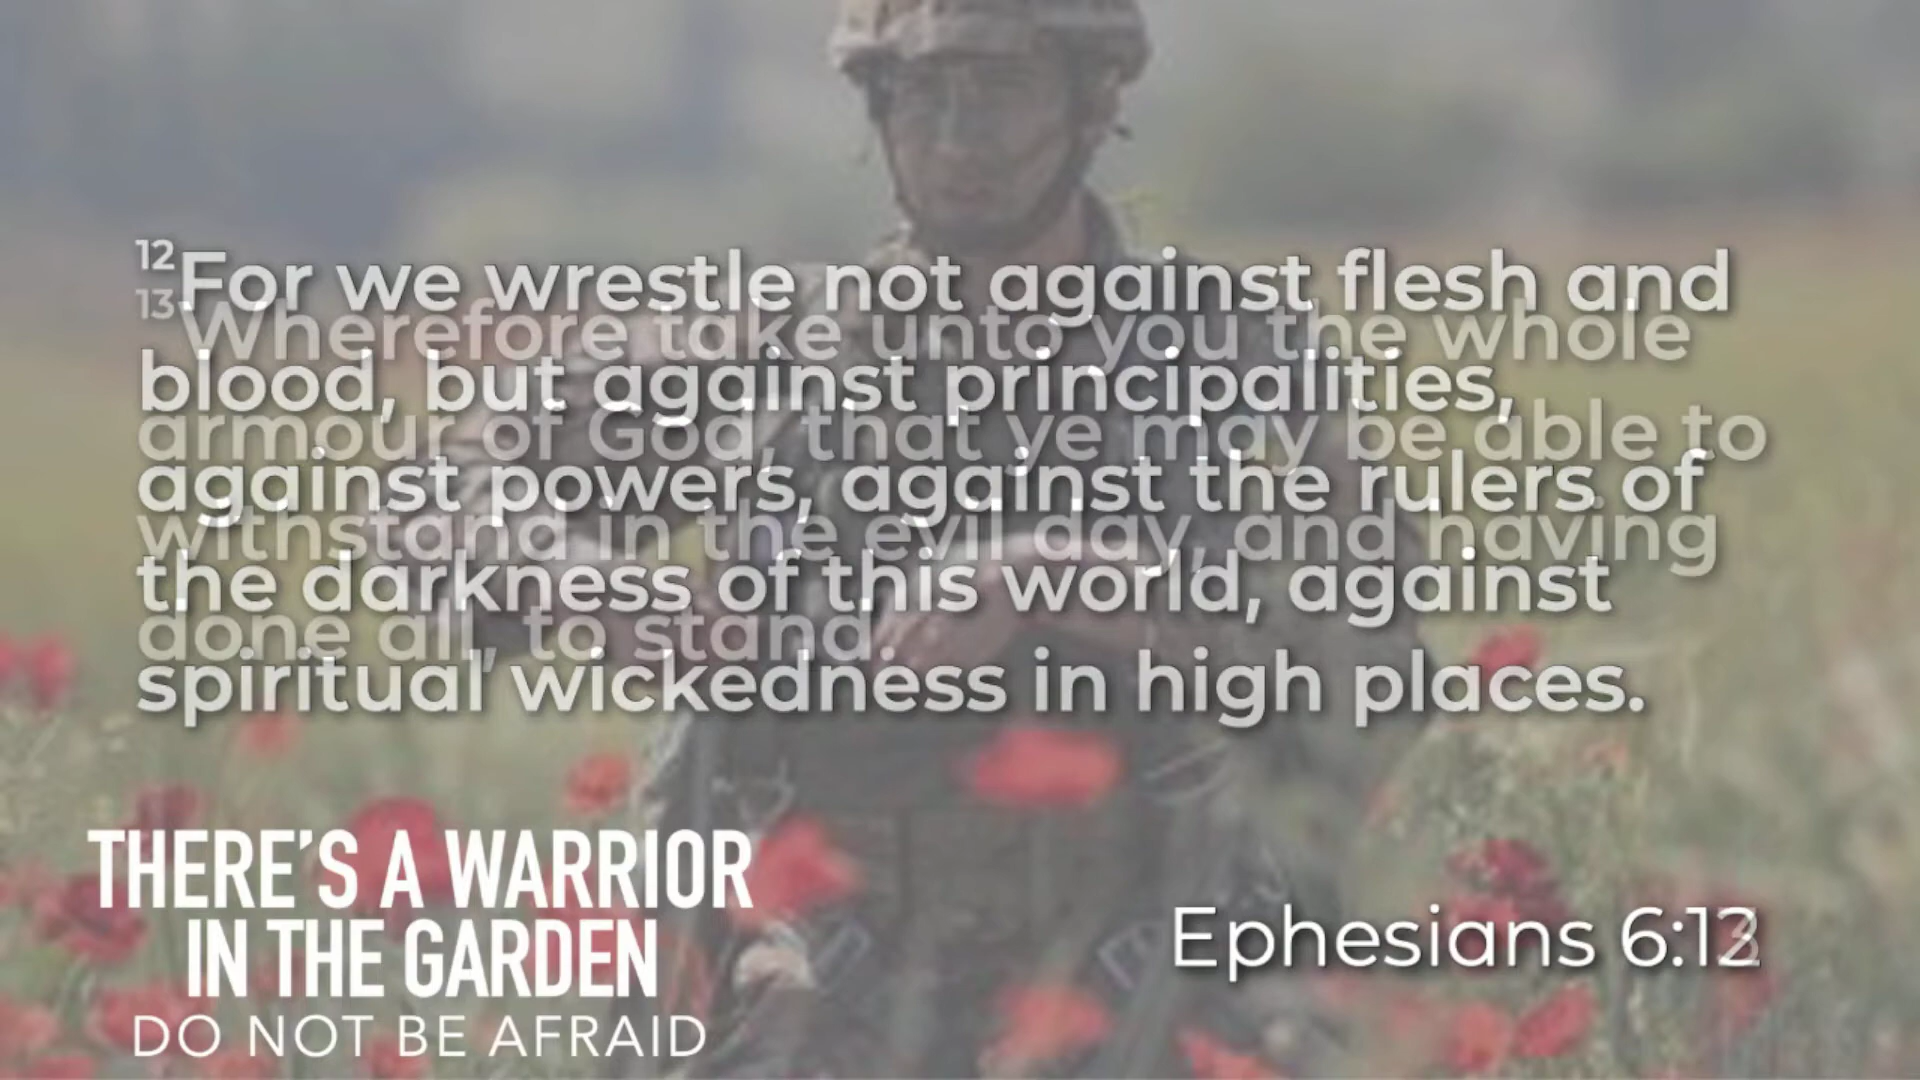 12 For we wrestle not against flesh and
blood, but against principalities,
against powers, against the rulers of
the darkness of this world, against
spiritual wickedness in high places.
13 Wherefore take unto you the whole
armour of God, that ye may be able to
withstand in the evil day, and having
done all, to stand.
THERE'S A WARRIOR
IN THE GARDEN
DO NOT BE AFRAID
Ephesians 6:12